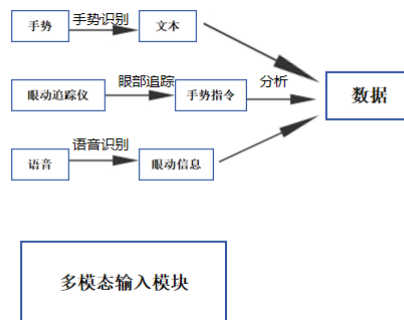 手势
手势识别
文本
眼动追踪仪
眼部追踪
手势指令
分析
数据
语音
语音识别
眼动信息
多模态输入模块